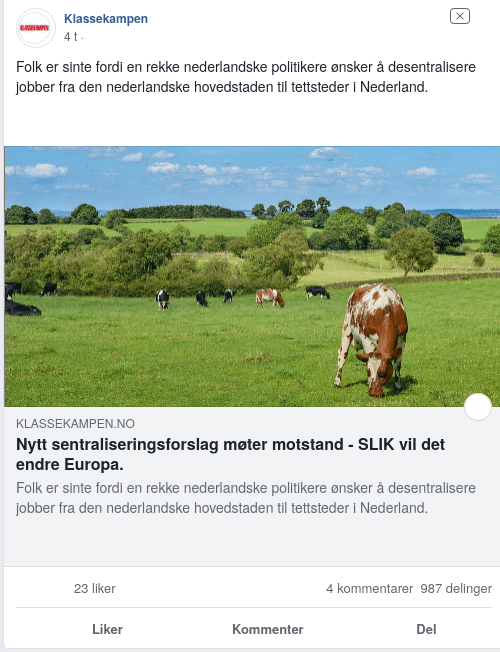 KLASSEKAMPEN
Klassekampen
4 t ·
Folk er sinte fordi en rekke nederlandske politikere ønsker å desentralisere
jobber fra den nederlandske hovedstaden til tettsteder i Nederland.
KLASSEKAMPEN.NO
Nytt sentraliseringsforslag møter motstand - SLIK vil det
endre Europa.
Folk er sinte fordi en rekke nederlandske politikere ønsker å desentralisere
jobber fra den nederlandske hovedstaden til tettsteder i Nederland.
23 liker 4 kommentarer 987 delinger
Liker Kommenter Del